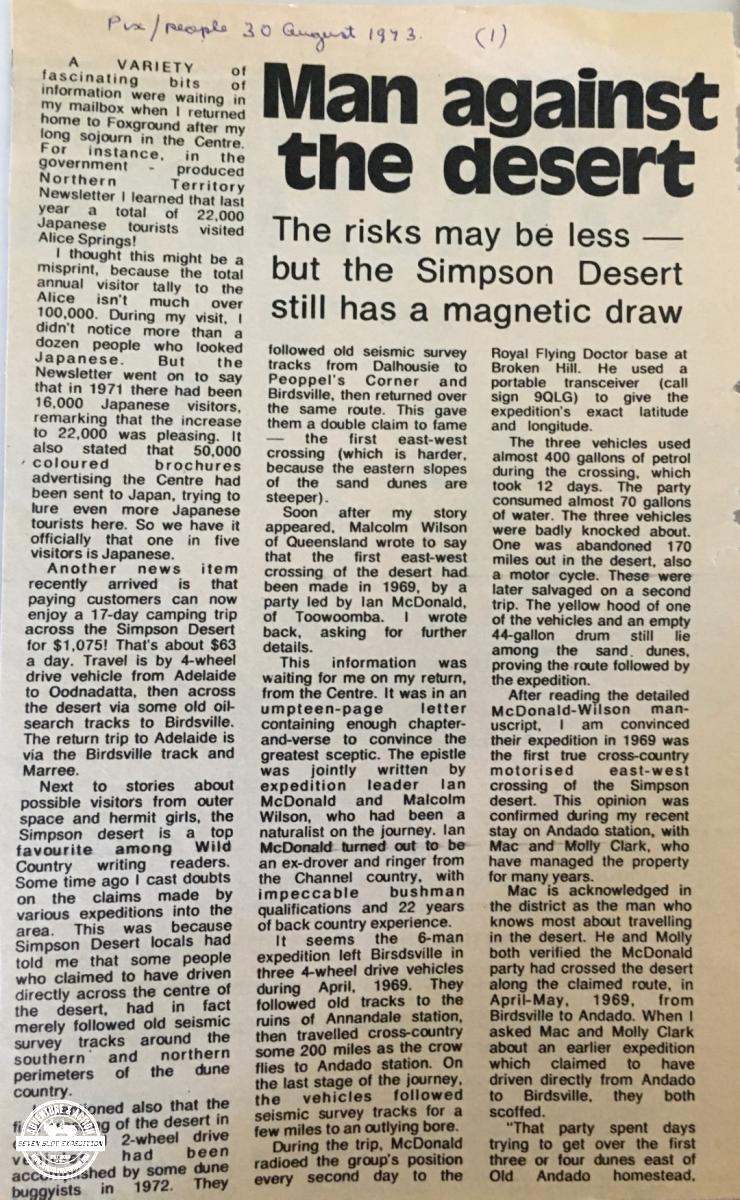 Pix/people 30 August 1973. (1)
Man against
the desert
The risks may be less —
but the Simpson Desert
still has a magnetic draw
A VARIETY of
fascinating bits of
information were waiting in
my mailbox when I returned
home to Foxground after my
long sojourn in the Centre.
For instance, in the
government - produced
Northern Territory
Newsletter I learned that last
year a total of 22,000
Japanese tourists visited
Alice Springs!
I thought this might be a
misprint, because the total
annual visitor tally to the
Alice isn't much over
100,000. During my visit, I
didn't notice more than a
dozen people who looked
Japanese. But the
Newsletter went on to say
that in 1971 there had been
16,000 Japanese visitors,
remarking that the increase
to 22,000 was pleasing. It
also stated that 50,000
coloured brochures
advertising the Centre had
been sent to Japan, trying to
lure even more Japanese
tourists here. So we have it
officially that one in five
visitors is Japanese.
Another news item
recently arrived is that
paying customers can now
enjoy a 17-day camping trip
across the Simpson Desert
for $1,075! That's about $63
a day. Travel is by 4-wheel
drive vehicle from Adelaide
to Oodnadatta, then across
the desert via some old oil-
search tracks to Birdsville.
The return trip to Adelaide is
via the Birdsville track and
Marree.
Next to stories about
possible visitors from outer
space and hermit girls, the
Simpson desert is a top
favourite among Wild
Country writing readers.
Some time ago I cast doubts
on the claims made by
various expeditions into the
area. This was because
Simpson Desert locals had
told me that some people
who claimed to have driven
directly across the centre of
the desert, had in fact
merely followed old seismic
survey tracks around the
southern and northern
perimeters of the dune
country.
also that the
of the desert in
2-wheel drive
had been
by some dune
buggyists in 1972. They
SEVEN SLOT EXPEDITION
followed old seismic survey
tracks from Dalhousie to
Peoppel's Corner and
Birdsville, then returned over
the same route. This gave
them a double claim to fame
— the first east-west
crossing (which is harder,
because the eastern slopes
of the sand dunes are
steeper).
Soon after my story
appeared, Malcolm Wilson
of Queensland wrote to say
that the first east-west
crossing of the desert had
been made in 1969, by a
party led by Ian McDonald,
of Toowoomba. I wrote
back, asking for further
details.
This information was
waiting for me on my return,
from the Centre. It was in an
umpteen-page letter
containing enough chapter-
and-verse to convince the
greatest sceptic. The epistle
was jointly written by
expedition leader Ian
McDonald and Malcolm
Wilson, who had been a
naturalist on the journey. Ian
McDonald turned out to be
an ex-drover and ringer from
the Channel country, with
impeccable bushman
qualifications and 22 years
of back country experience.
It seems the 6-man
expedition left Birsdsville in
three 4-wheel drive vehicles
during April, 1969. They
followed old tracks to the
ruins of Annandale station,
then travelled cross-country
some 200 miles as the crow
flies to Andado station. On
the last stage of the journey,
the vehicles followed
seismic survey tracks for a
few miles to an outlying bore.
During the trip, McDonald
radioed the group's position
every second day to the
Royal Flying Doctor base at
Broken Hill. He used a
portable transceiver (call
sign 9QLG) to give the
expedition's exact latitude
and longitude.
The three vehicles used
almost 400 gallons of petrol
during the crossing, which
took 12 days. The party
consumed almost 70 gallons
of water. The three vehicles
were badly knocked about.
One was abandoned 170
miles out in the desert, also
a motor cycle. These were
later salvaged on a second
trip. The yellow hood of one
of the vehicles and an empty
44-gallon drum still lie
among the sand dunes,
proving the route followed by
the expedition.
After reading the detailed
McDonald-Wilson man-
uscript, I am convinced
their expedition in 1969 was
the first true cross-country
motorised east-west
crossing of the Simpson
desert. This opinion was
confirmed during my recent
stay on Andado station, with
Mac and Molly Clark, who
have managed the property
for many years.
Mac is acknowledged in
the district as the man who
knows most about travelling
in the desert. He and Molly
both verified the McDonald
party had crossed the desert
along the claimed route, in
April-May, 1969, from
Birdsville to Andado. When I
asked Mac and Molly Clark
about an earlier expedition
which claimed to have
driven directly from Andado
to Birdsville, they both
scoffed.
"That party spent days
trying to get over the first
three or four dunes east of
Old Andado homestead,